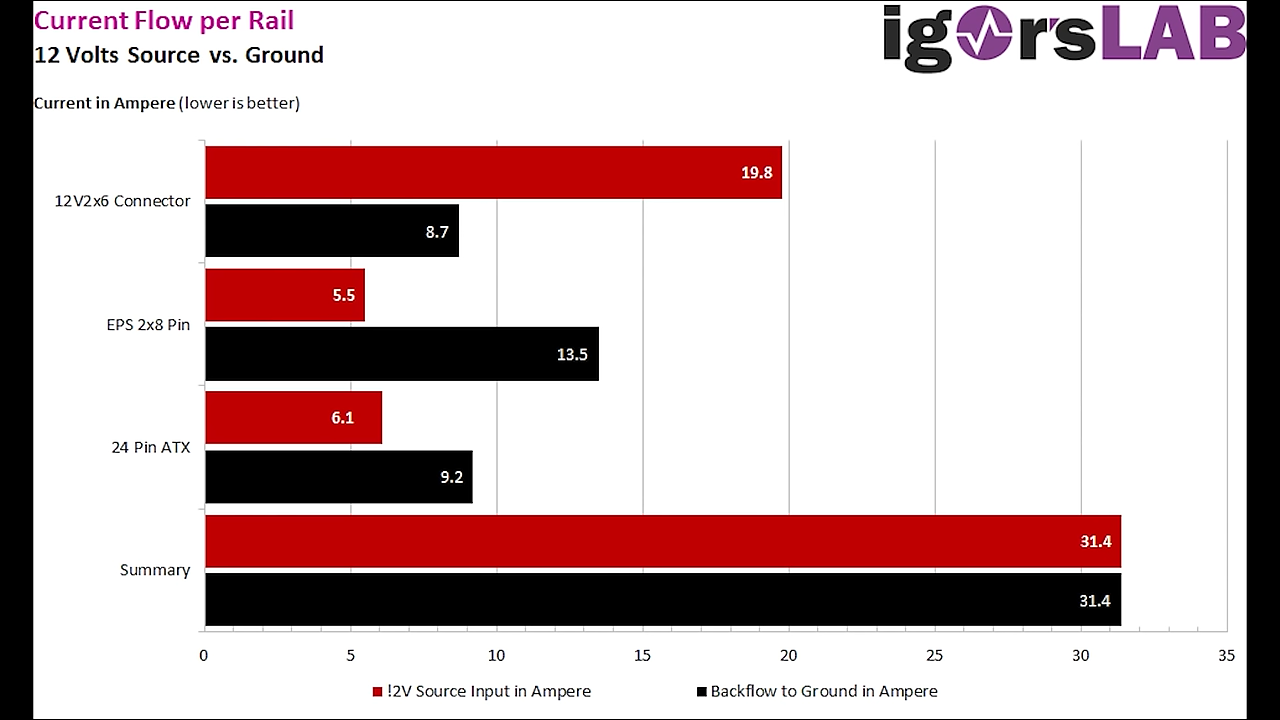 Current Flow per Rail
igor'sLAB
12 Volts Source vs. Ground
Current in Ampere (lower is better)
12V2x6 Connector
19.8
8.7
EPS 2x8 Pin
5.5
13.5
24 Pin ATX
6.1
9.2
Summary
31.4
31.4
0 5 10 15 20 25 30 35
!2V Source Input in Ampere Backflow to Ground in Ampere